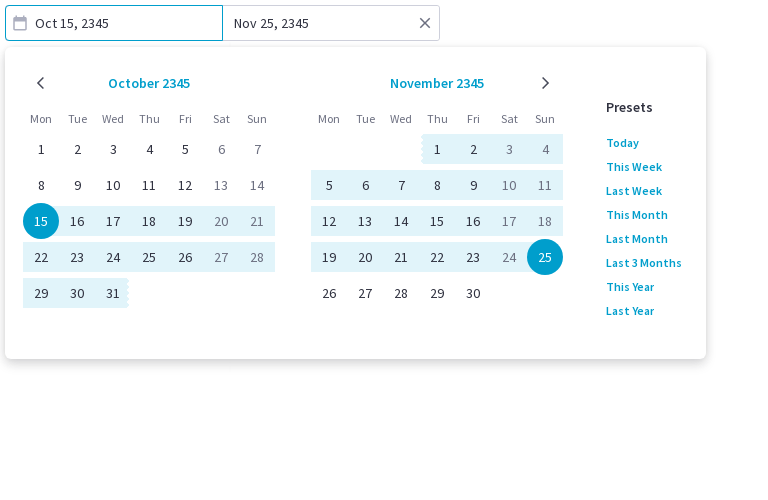 Oct 15, 2345 Nov 25, 2345
October 2345
Mon Tue Wed Thu Fri Sat Sun
1 2 3 4 5 6 7
8 9 10 11 12 13 14
15 16 17 18 19 20 21
22 23 24 25 26 27 28
29 30 31
November 2345
Mon Tue Wed Thu Fri Sat Sun
1 2 3 4
5 6 7 8 9 10 11
12 13 14 15 16 17 18
19 20 21 22 23 24 25
26 27 28 29 30
Presets
Today
This Week
Last Week
This Month
Last Month
Last 3 Months
This Year
Last Year